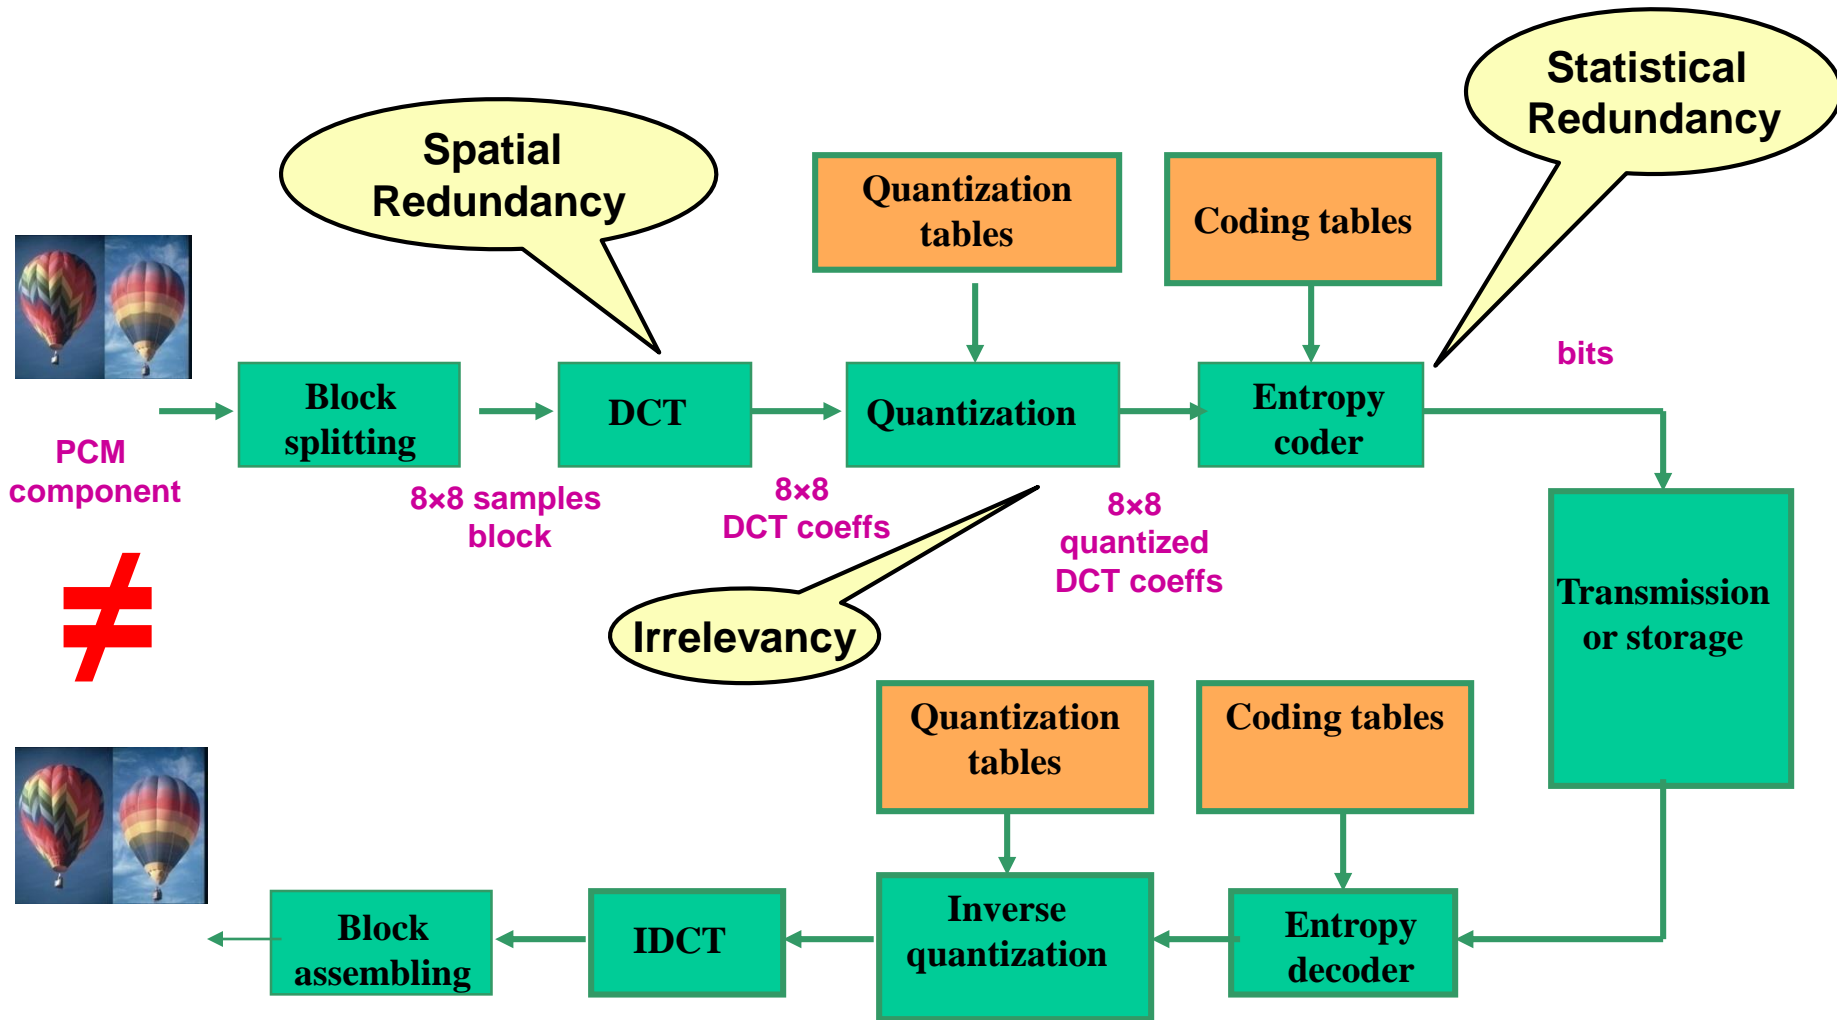 Statistical
Redundancy
Spatial
Redundancy
Quantization
tables
Coding tables
bits
Block
splitting
DCT
Quantization
Entropy
coder
PCM
component
8×8 samples
block
8×8
DCT coeffs
8×8
quantized
DCT coeffs
≠
Irrelevancy
Transmission
or storage
Quantization
tables
Coding tables
Block
assembling
IDCT
Inverse
quantization
Entropy
decoder